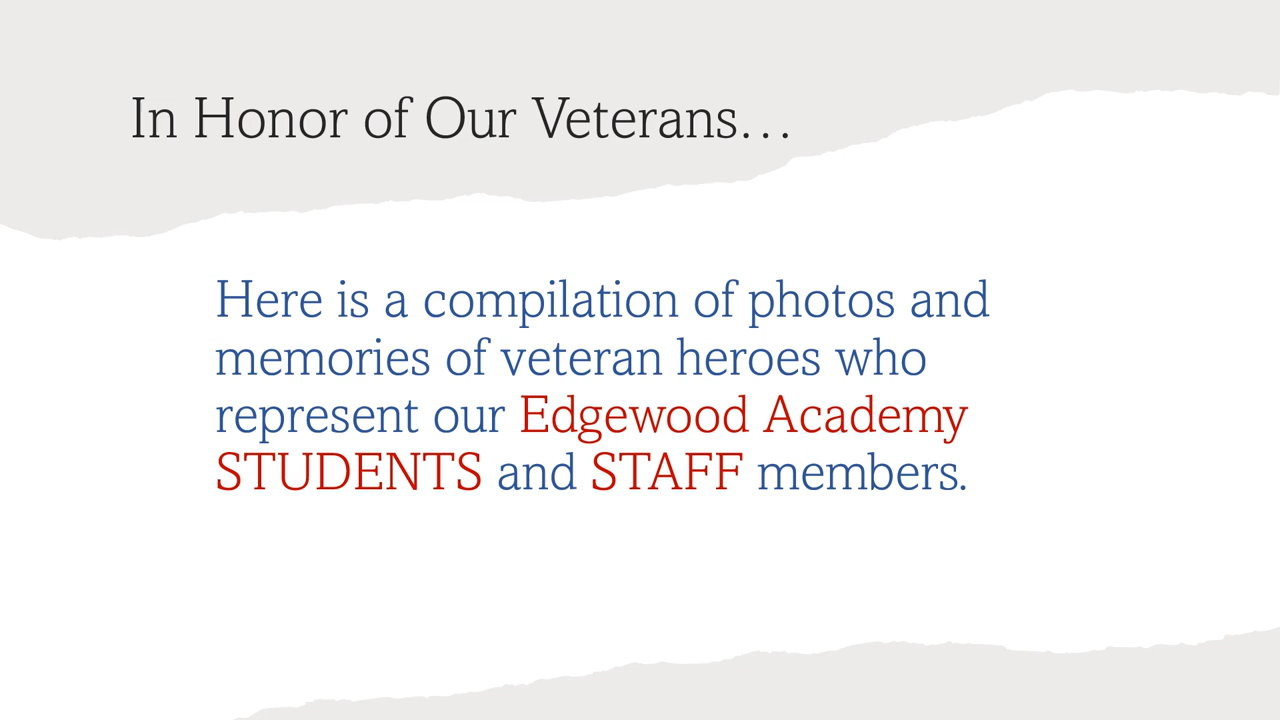 In Honor of Our Veterans…
Here is a compilation of photos and
memories of veteran heroes who
represent our Edgewood Academy
STUDENTS and STAFF members.